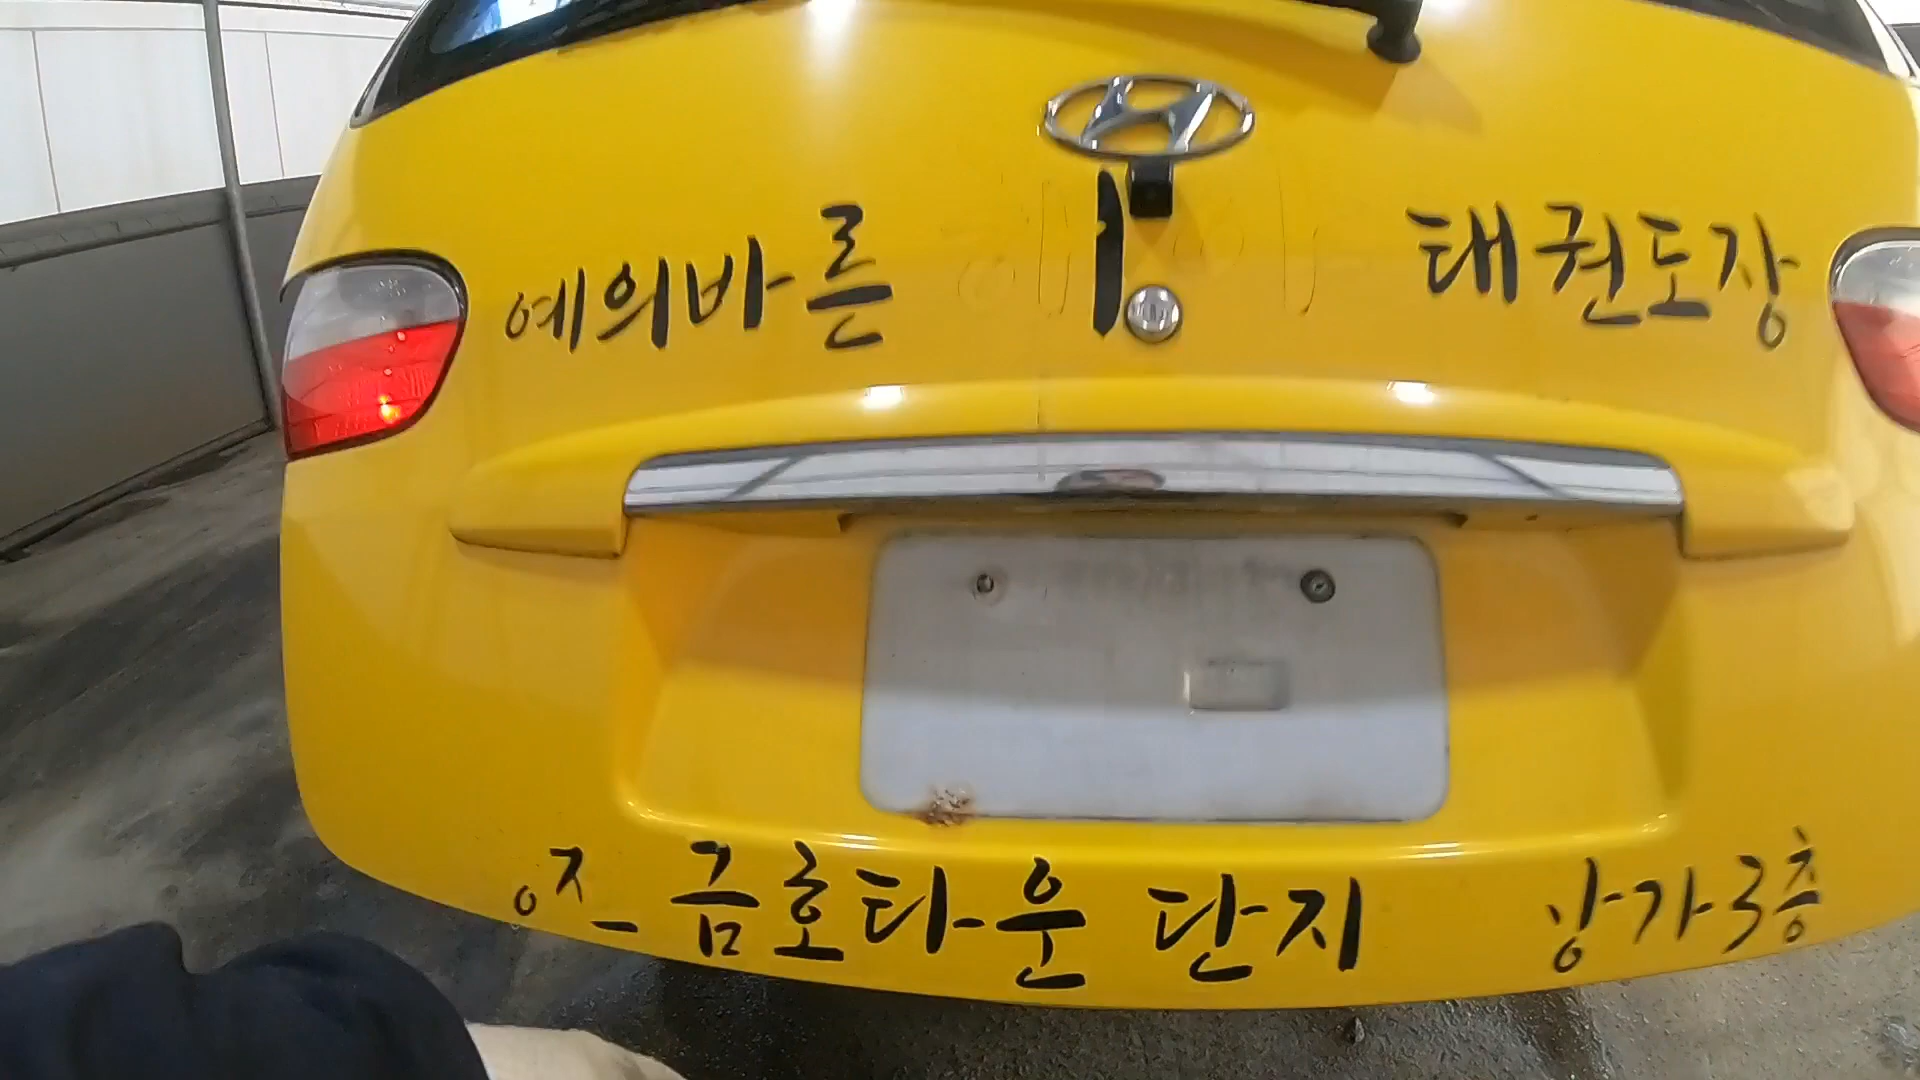 예의바른 태권도장
금호타운 단지 상가3층